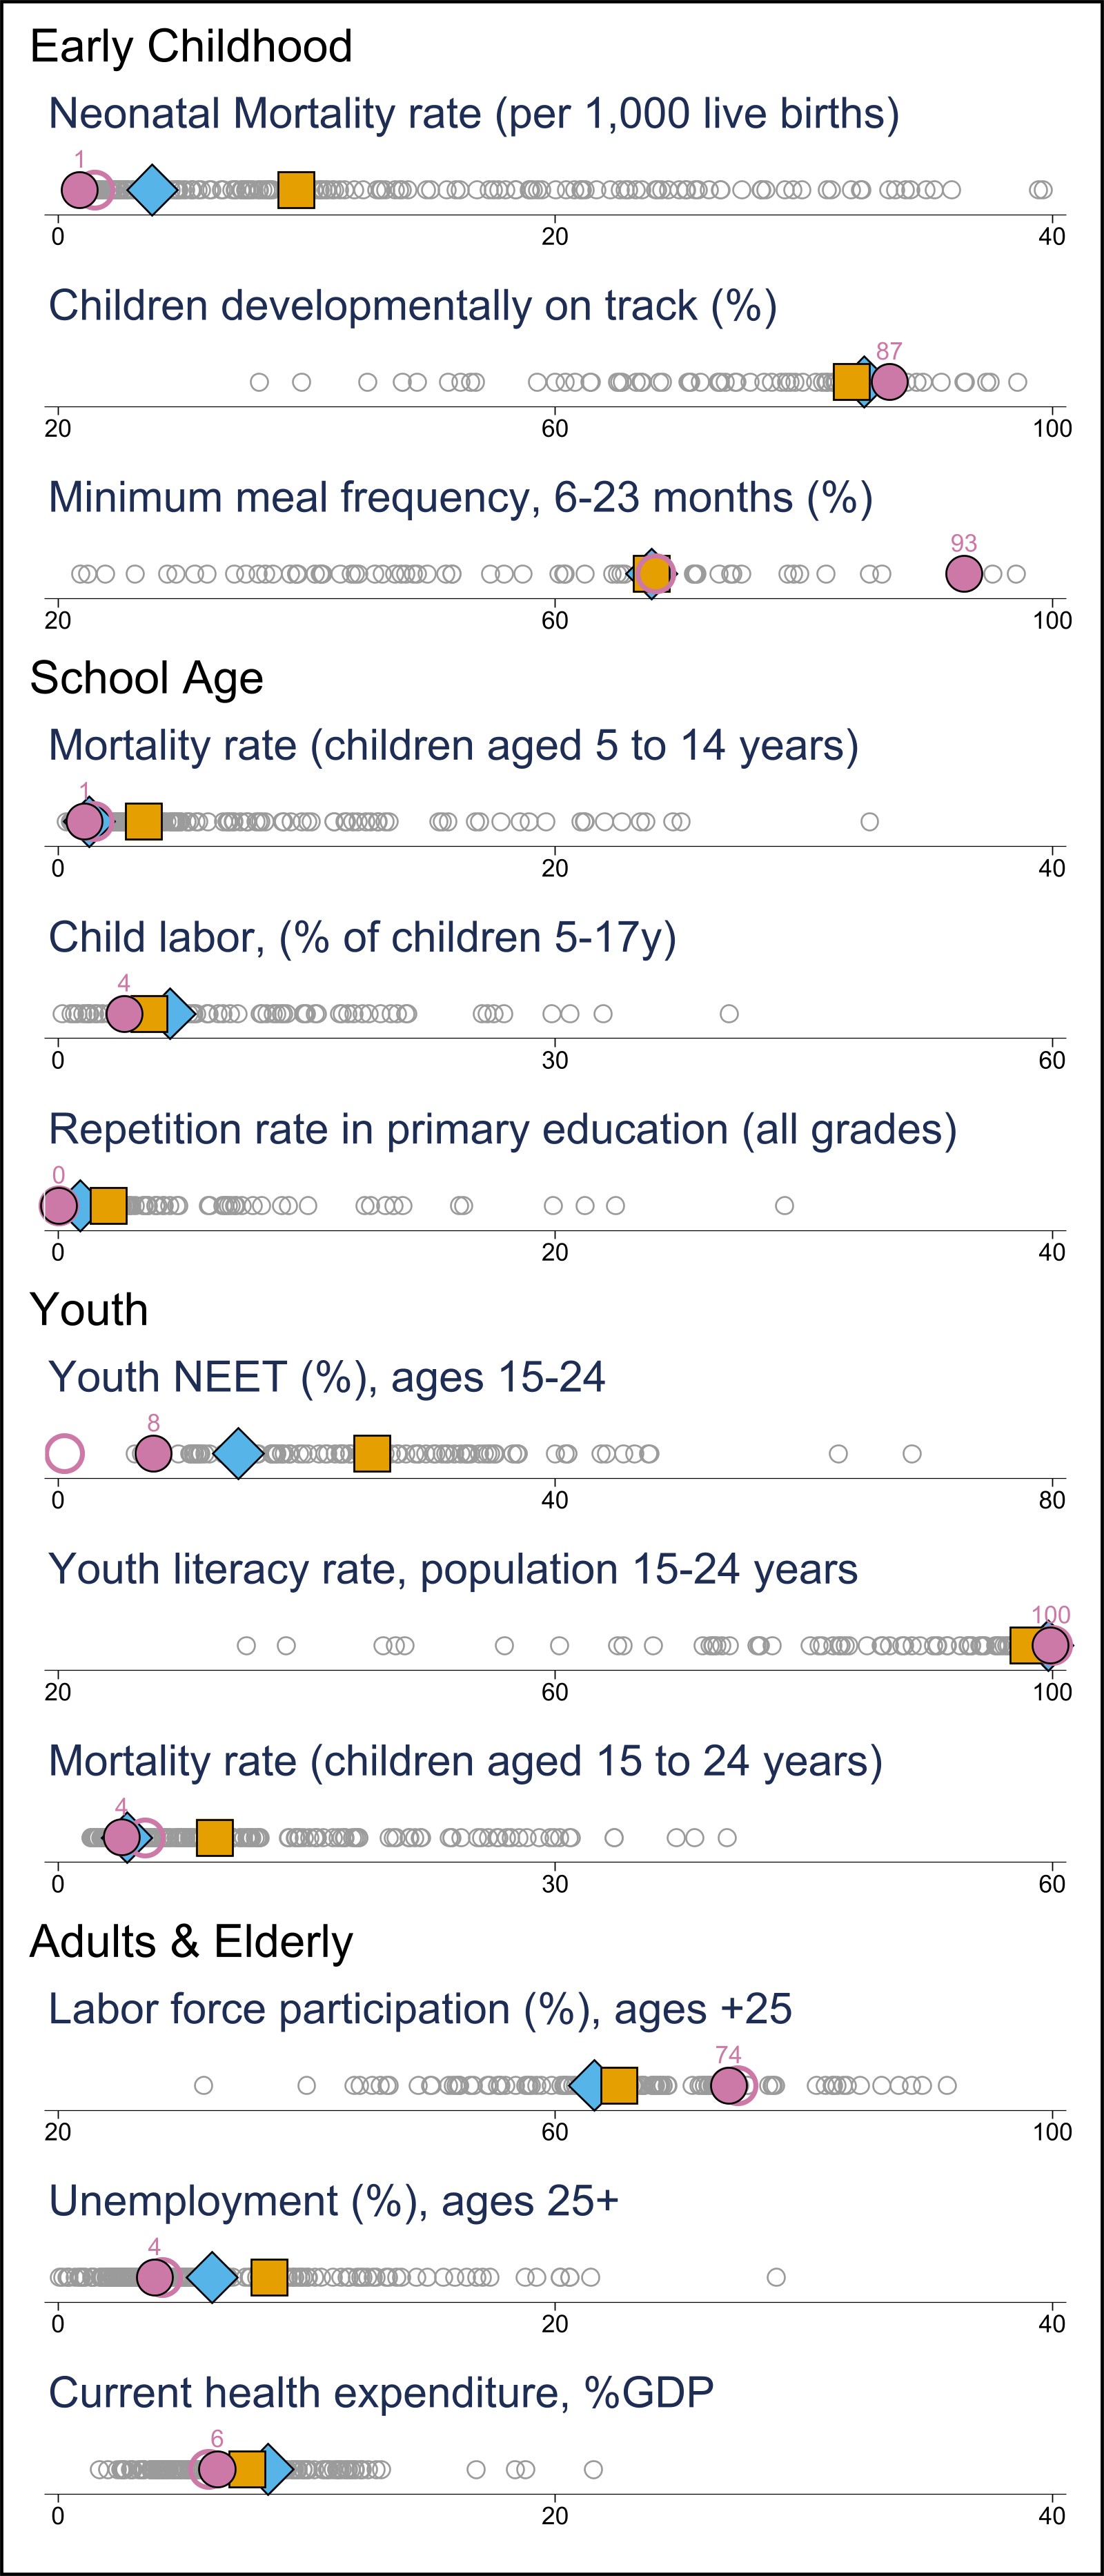 Early Childhood
Neonatal Mortality rate (per 1,000 live births)
1
0 20 40
Children developmentally on track (%)
87
20 60 100
Minimum meal frequency, 6-23 months (%)
93
20 60 100
School Age
Mortality rate (children aged 5 to 14 years)
1
0 20 40
Child labor, (% of children 5-17y)
4
0 30 60
Repetition rate in primary education (all grades)
0
0 20 40
Youth
Youth NEET (%), ages 15-24
8
0 40 80
Youth literacy rate, population 15-24 years
100
20 60 100
Mortality rate (children aged 15 to 24 years)
4
0 30 60
Adults & Elderly
Labor force participation (%), ages +25
74
20 60 100
Unemployment (%), ages 25+
4
0 20 40
Current health expenditure, %GDP
6
0 20 40